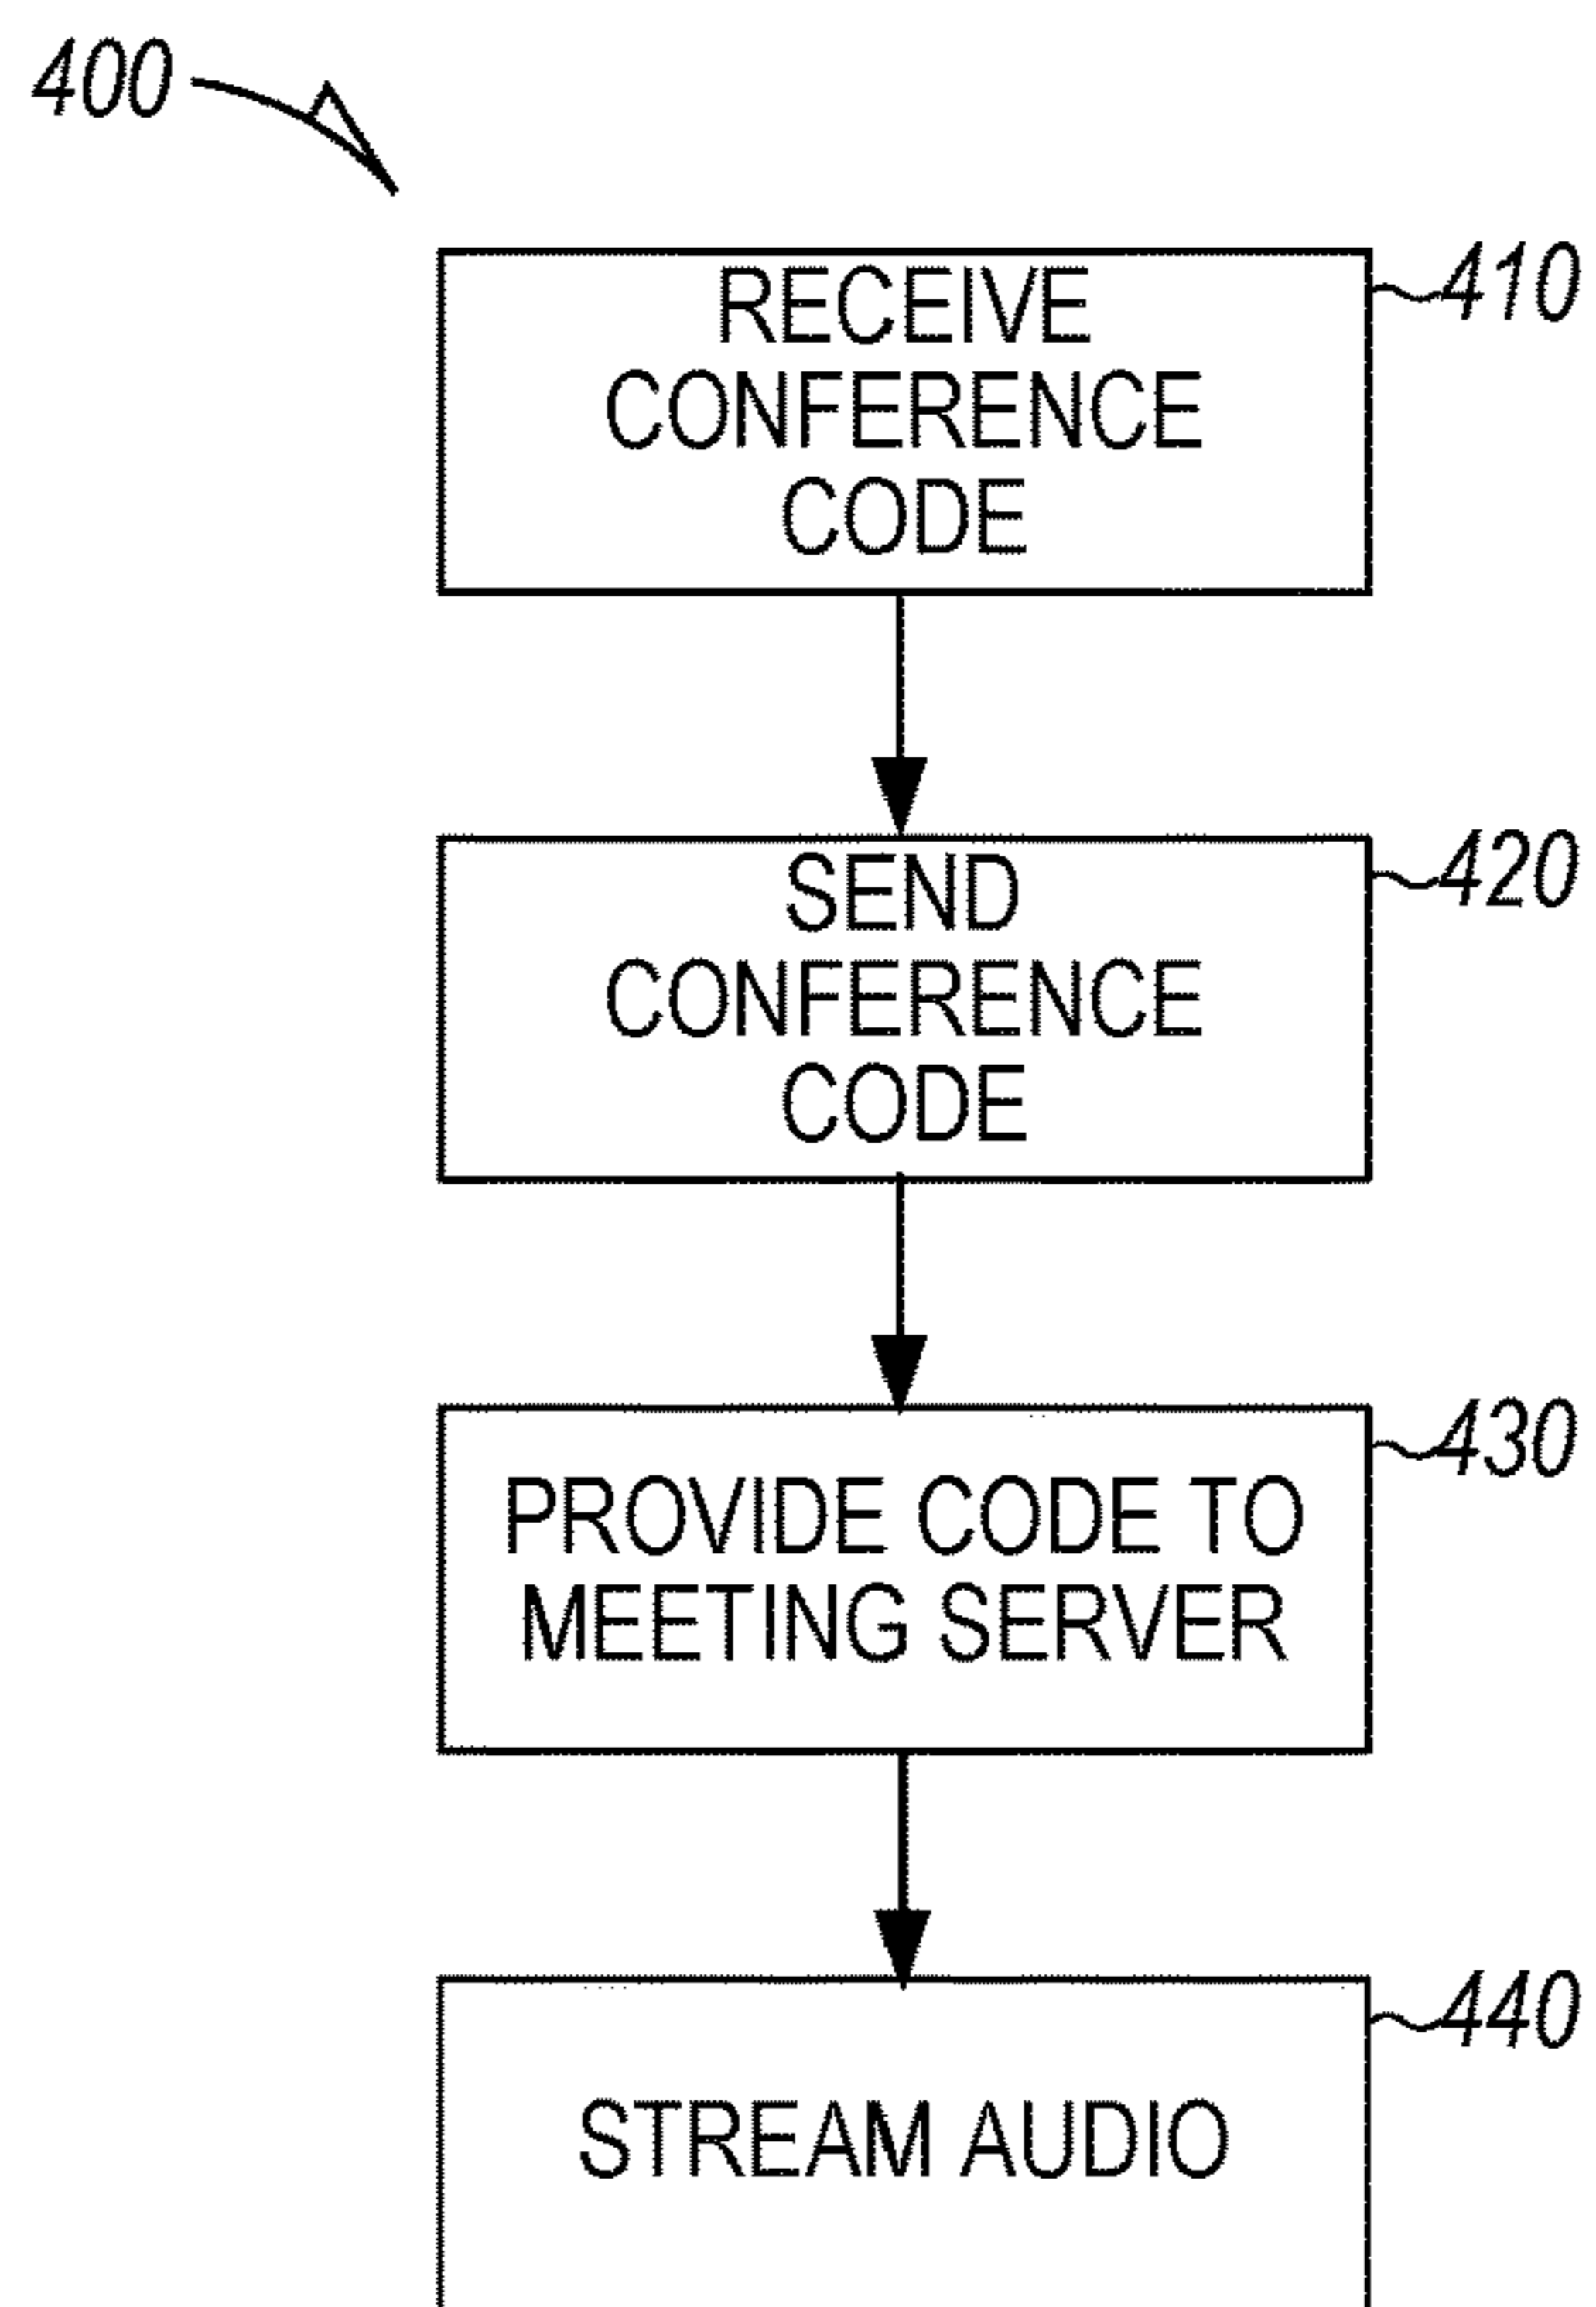 400
410
RECEIVE
CONFERENCE
CODE
420
SEND
CONFERENCE
CODE
430
PROVIDE CODE TO
MEETING SERVER
440
STREAM AUDIO